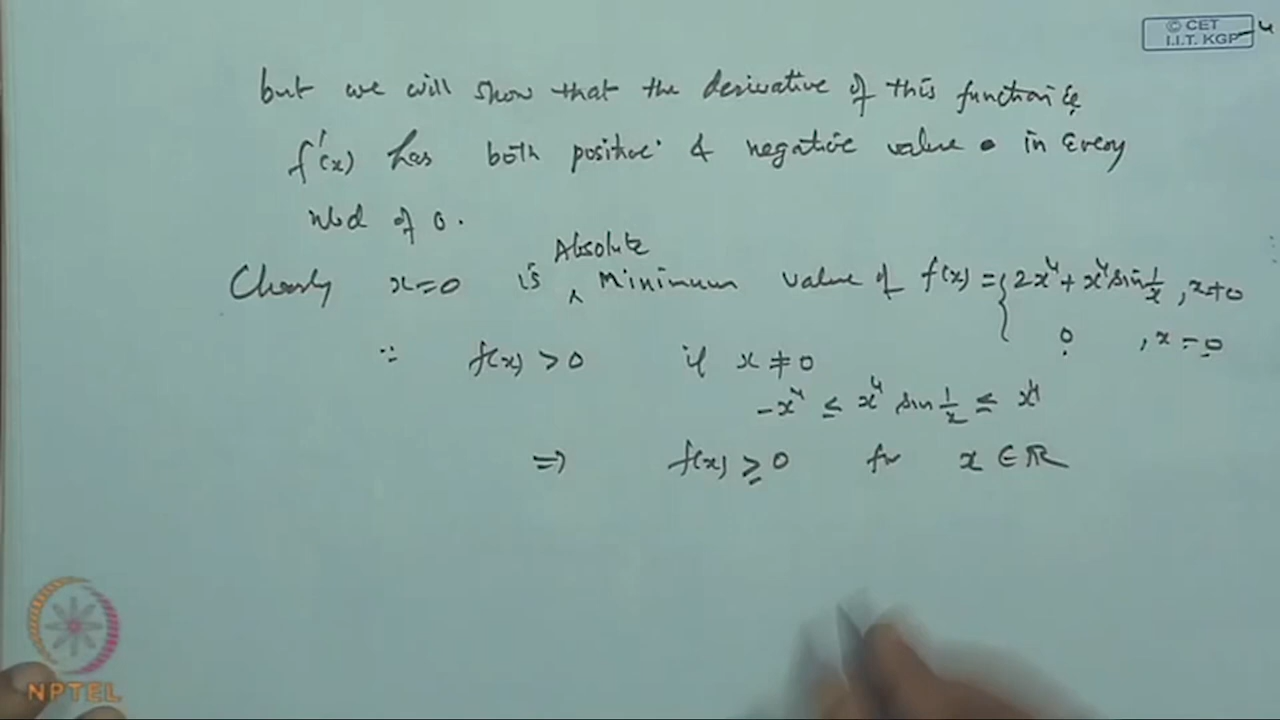 © CET
I.I.T. KGP
4
but we will show that the derivative of this function ie
f'(x) has both positive & negative value in every
nbd of 0.
Absolute
Clearly x=0 is ^ Minimum value of f(x) = { 2x⁴ + x⁴ sin 1/x , x≠0
0 , x=0
∵ f(x) > 0 if x ≠ 0
-x⁴ ≤ x⁴ sin 1/x ≤ x⁴
⇒ f(x) ≥ 0 for x ∈ ℝ
NPTEL